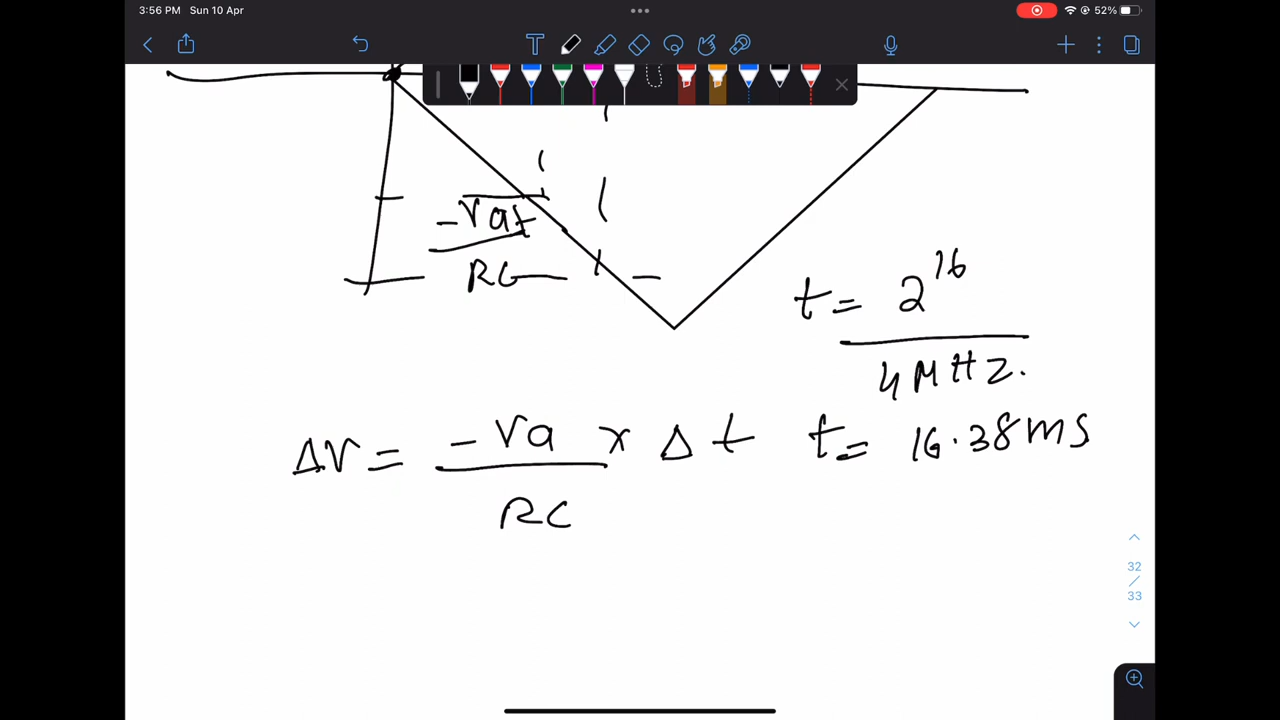 3:56 PM Sun 10 Apr
52%
T
-Vat
RC
t= 2^16
4MHz.
ΔV= -Va x Δt
RC
t= 16.38ms
32
/
33